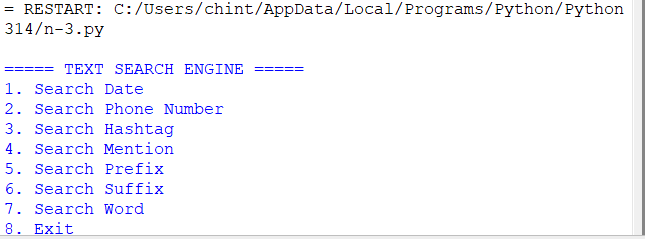 = RESTART: C:/Users/chint/AppData/Local/Programs/Python/Python
314/n-3.py
===== TEXT SEARCH ENGINE =====
1. Search Date
2. Search Phone Number
3. Search Hashtag
4. Search Mention
5. Search Prefix
6. Search Suffix
7. Search Word
8. Exit